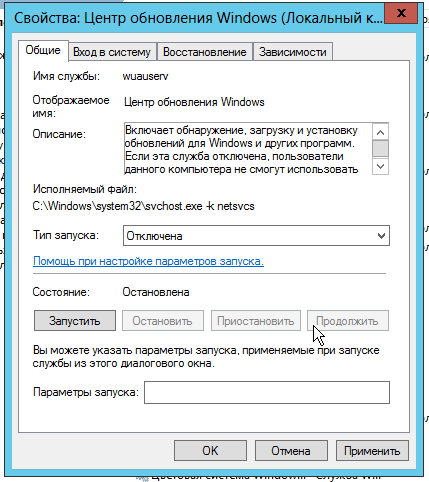 Свойства: Центр обновления Windows (Локальный к...
Общие
Вход в систему
Восстановление
Зависимости
Имя службы:
wuauserv
Отображаемое
имя:
Центр обновления Windows
Описание:
Включает обнаружение, загрузку и установку
обновлений для Windows и других программ.
Если эта служба отключена, пользователи
данного компьютера не смогут использовать
Исполняемый файл:
C:\Windows\system32\svchost.exe -k netsvcs
Тип запуска:
Отключена
Помощь при настройке параметров запуска.
Состояние:
Остановлена
Запустить
Остановить
Приостановить
Продолжить
Вы можете указать параметры запуска, применяемые при запуске
службы из этого диалогового окна.
Параметры запуска:
OK
Отмена
Применить